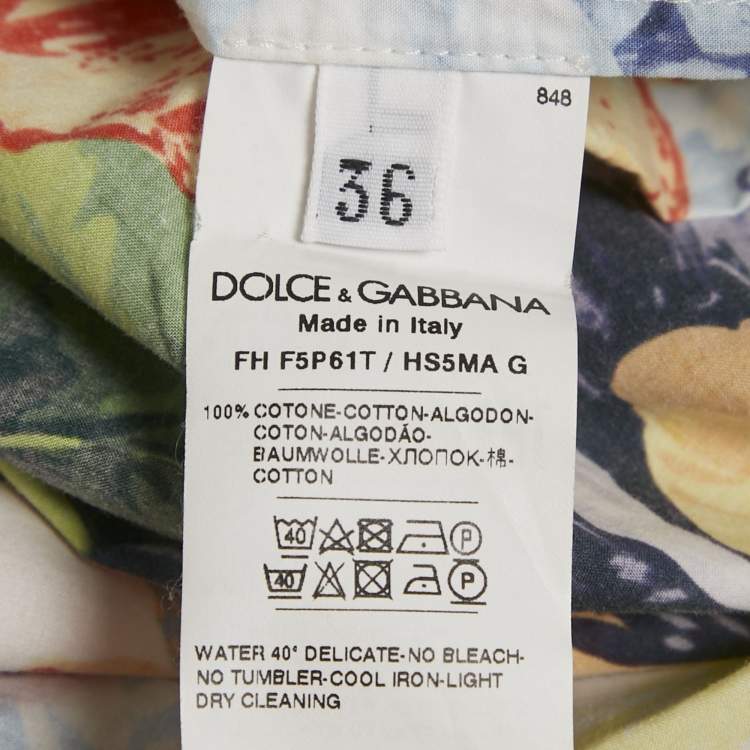 848
36
DOLCE & GABBANA
Made in Italy
FH F5P61T / HS5MA G
100% COTONE-COTTON-ALGODON-
COTON-ALGODÃO-
BAUMWOLLE-ХЛОПОК-棉-
COTTON
40 P
40 P
WATER 40° DELICATE-NO BLEACH-
NO TUMBLER-COOL IRON-LIGHT
DRY CLEANING